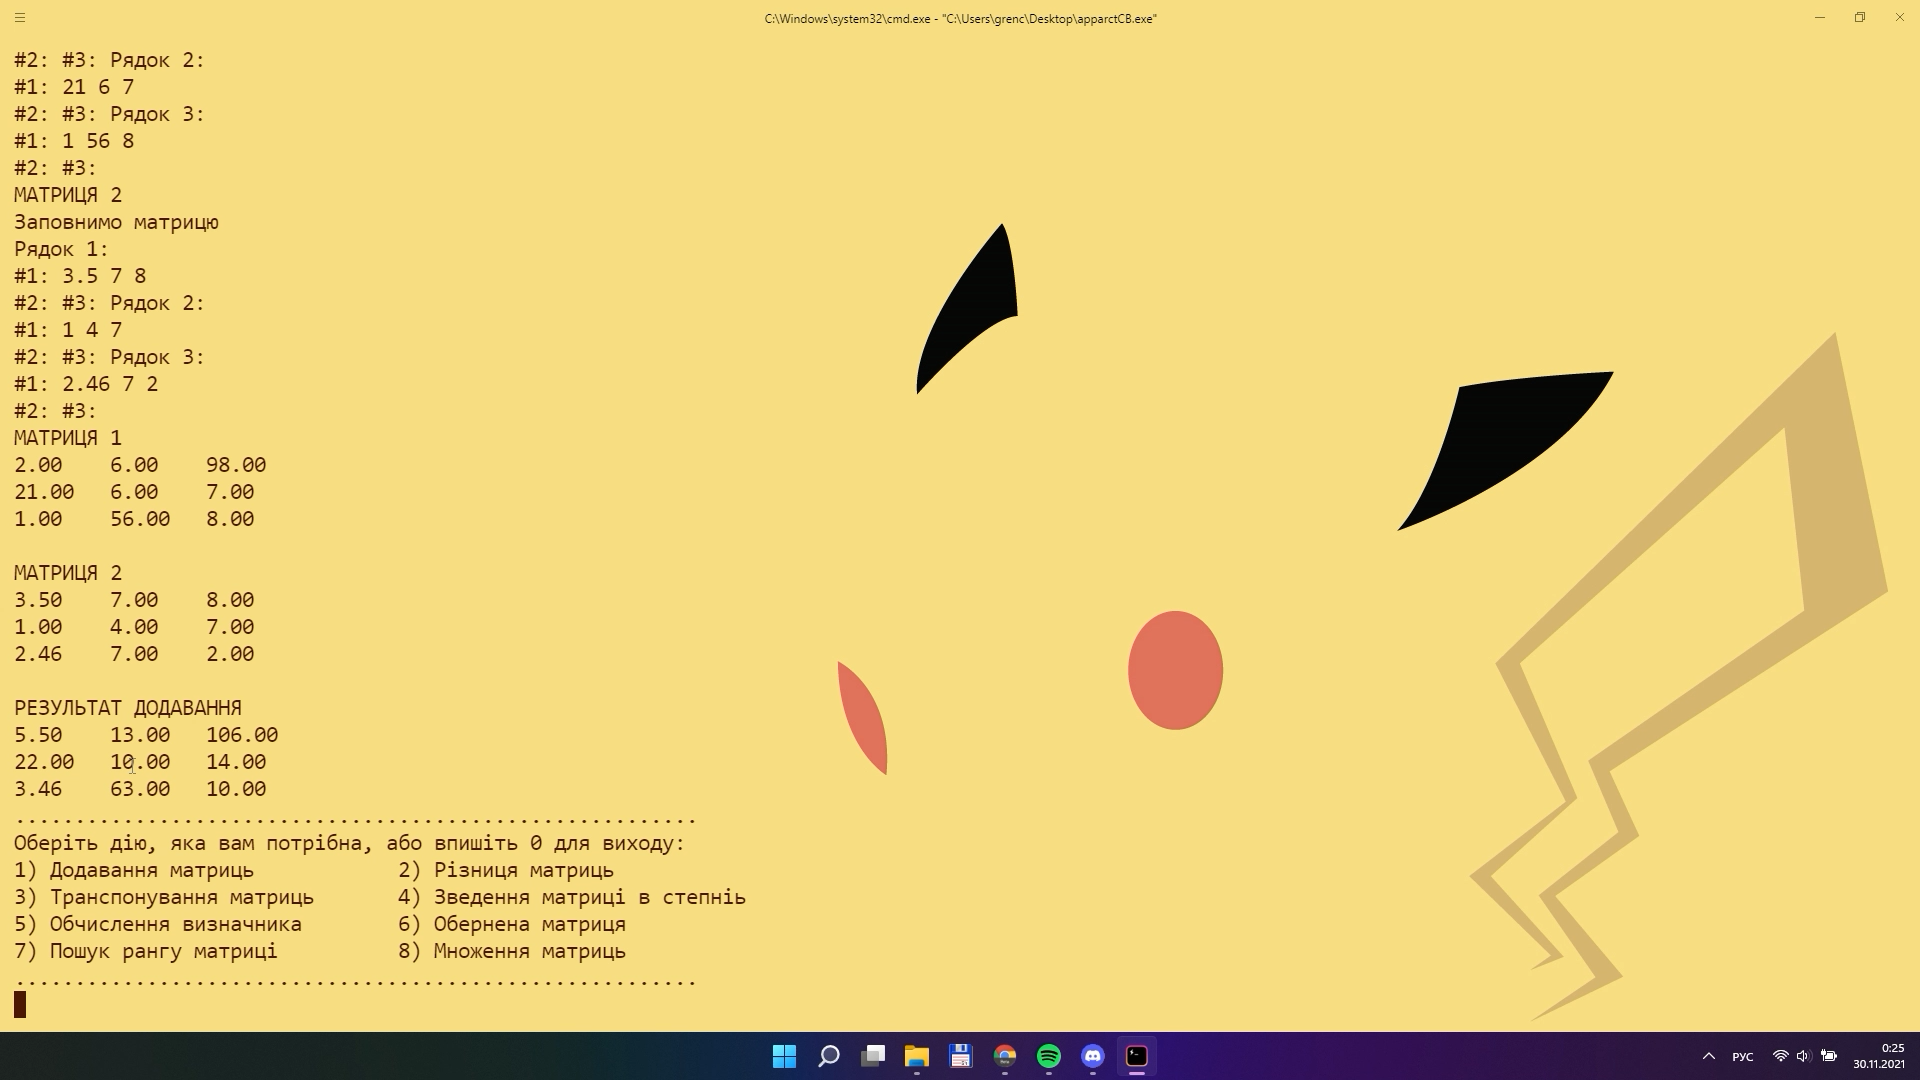 C:\Windows\system32\cmd.exe - "C:\Users\grenc\Desktop\apparctCB.exe"
#2: #3: Рядок 2:
#1: 21 6 7
#2: #3: Рядок 3:
#1: 1 56 8
#2: #3:
МАТРИЦЯ 2
Заповнимо матрицю
Рядок 1:
#1: 3.5 7 8
#2: #3: Рядок 2:
#1: 1 4 7
#2: #3: Рядок 3:
#1: 2.46 7 2
#2: #3:
МАТРИЦЯ 1
2.00 6.00 98.00
21.00 6.00 7.00
1.00 56.00 8.00
МАТРИЦЯ 2
3.50 7.00 8.00
1.00 4.00 7.00
2.46 7.00 2.00
РЕЗУЛЬТАТ ДОДАВАННЯ
5.50 13.00 106.00
22.00 10.00 14.00
3.46 63.00 10.00
.........................................................
Оберіть дію, яка вам потрібна, або впишіть 0 для виходу:
1) Додавання матриць 2) Різниця матриць
3) Транспонування матриць 4) Зведення матриці в степнь
5) Обчислення визначника 6) Обернена матриця
7) Пошук рангу матриці 8) Множення матриць
.........................................................
РУС
0:25
30.11.2021